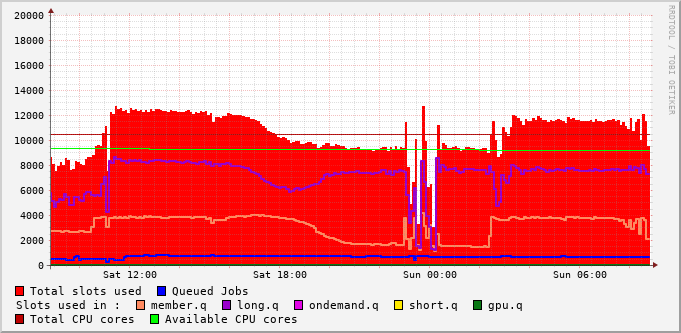 20000
18000
16000
14000
12000
10000
8000
6000
4000
2000
0
Sat 12:00 Sat 18:00 Sun 00:00 Sun 06:00
RRDTOOL / TOBI OETIKER
Total slots used Queued Jobs
Slots used in : member.q long.q ondemand.q short.q gpu.q
Total CPU cores Available CPU cores